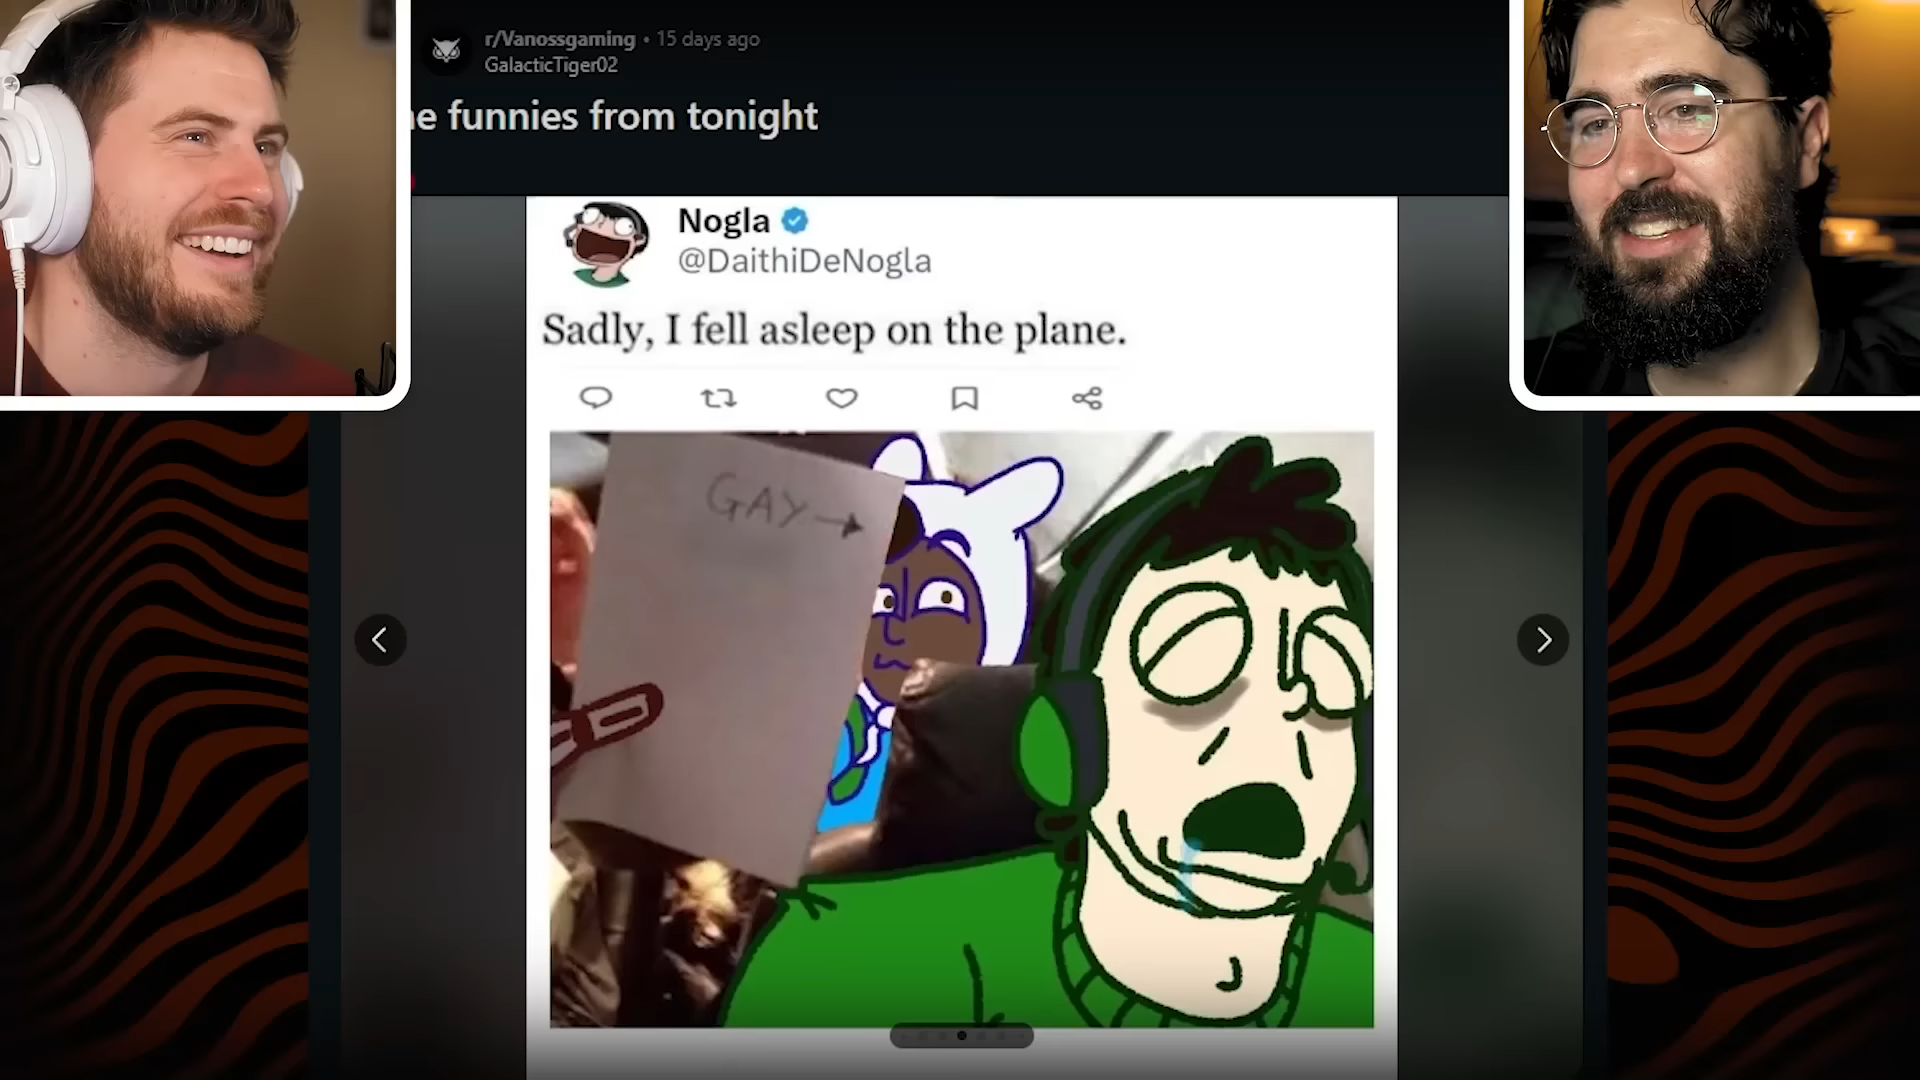 r/Vanossgaming • 15 days ago
GalacticTiger02
e funnies from tonight
Nogla
@DaithiDeNogla
Sadly, I fell asleep on the plane.
GAY→